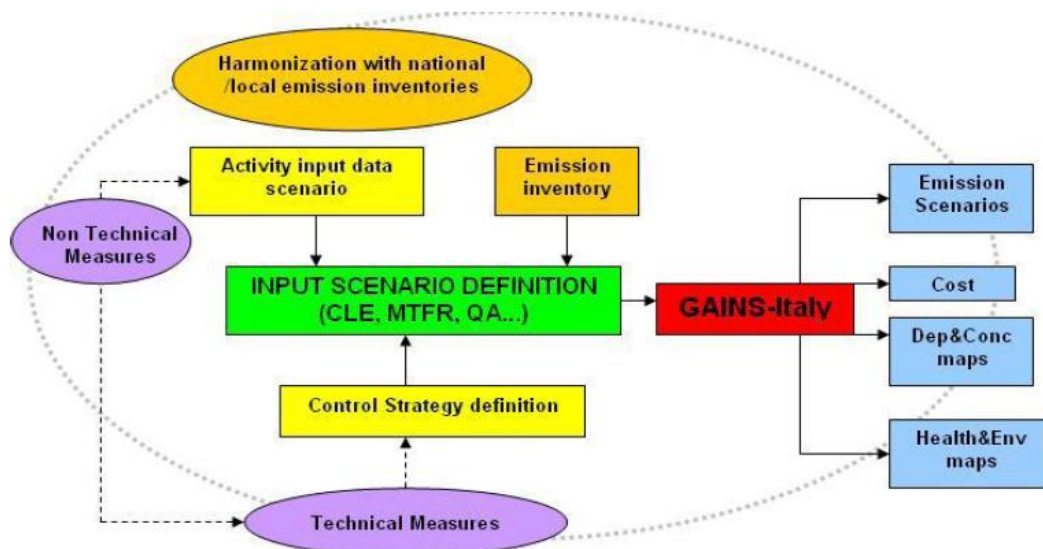 Harmonization with national
/local emission inventories
Activity input data
scenario
Emission
inventory
Emission
Scenarios
Non Technical
Measures
INPUT SCENARIO DEFINITION
(CLE, MTFR, QA...)
GAINS-Italy
Cost
Dep&Conc
maps
Control Strategy definition
Health&Env
maps
Technical Measures